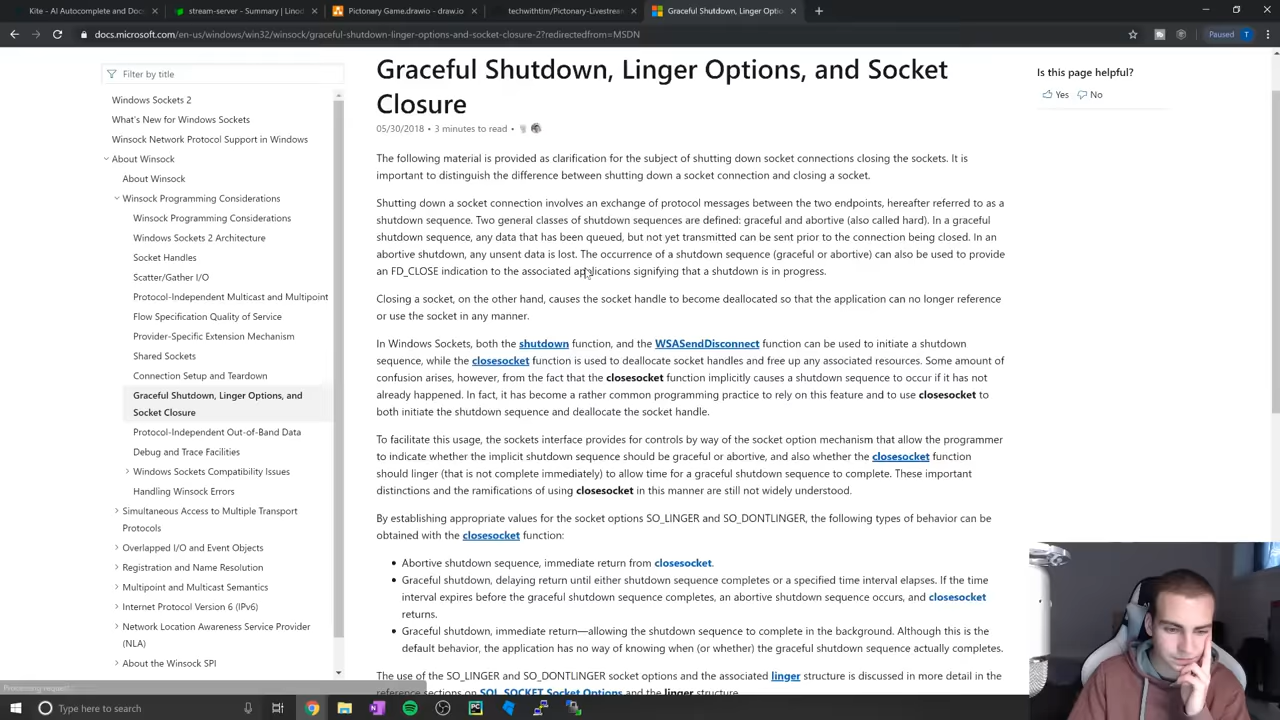 Kite - AI Autocomplete and Doc
stream-server - Summary | Linod
Pictonary Game.drawio - draw.io
techwithtim/Pictonary-Livestream
Graceful Shutdown, Linger Optio
docs.microsoft.com/en-us/windows/win32/winsock/graceful-shutdown-linger-options-and-socket-closure-2?redirectedfrom=MSDN
Paused
T
Filter by title
Windows Sockets 2
What's New for Windows Sockets
Winsock Network Protocol Support in Windows
About Winsock
About Winsock
Winsock Programming Considerations
Winsock Programming Considerations
Windows Sockets 2 Architecture
Socket Handles
Scatter/Gather I/O
Protocol-Independent Multicast and Multipoint
Flow Specification Quality of Service
Provider-Specific Extension Mechanism
Shared Sockets
Connection Setup and Teardown
Graceful Shutdown, Linger Options, and
Socket Closure
Protocol-Independent Out-of-Band Data
Debug and Trace Facilities
Windows Sockets Compatibility Issues
Handling Winsock Errors
Simultaneous Access to Multiple Transport
Protocols
Overlapped I/O and Event Objects
Registration and Name Resolution
Multipoint and Multicast Semantics
Internet Protocol Version 6 (IPv6)
Network Location Awareness Service Provider
(NLA)
About the Winsock SPI
Graceful Shutdown, Linger Options, and Socket
Closure
05/30/2018 • 3 minutes to read •
The following material is provided as clarification for the subject of shutting down socket connections closing the sockets. It is
important to distinguish the difference between shutting down a socket connection and closing a socket.
Shutting down a socket connection involves an exchange of protocol messages between the two endpoints, hereafter referred to as a
shutdown sequence. Two general classes of shutdown sequences are defined: graceful and abortive (also called hard). In a graceful
shutdown sequence, any data that has been queued, but not yet transmitted can be sent prior to the connection being closed. In an
abortive shutdown, any unsent data is lost. The occurrence of a shutdown sequence (graceful or abortive) can also be used to provide
an FD_CLOSE indication to the associated applications signifying that a shutdown is in progress.
Closing a socket, on the other hand, causes the socket handle to become deallocated so that the application can no longer reference
or use the socket in any manner.
In Windows Sockets, both the shutdown function, and the WSASendDisconnect function can be used to initiate a shutdown
sequence, while the closesocket function is used to deallocate socket handles and free up any associated resources. Some amount of
confusion arises, however, from the fact that the closesocket function implicitly causes a shutdown sequence to occur if it has not
already happened. In fact, it has become a rather common programming practice to rely on this feature and to use closesocket to
both initiate the shutdown sequence and deallocate the socket handle.
To facilitate this usage, the sockets interface provides for controls by way of the socket option mechanism that allow the programmer
to indicate whether the implicit shutdown sequence should be graceful or abortive, and also whether the closesocket function
should linger (that is not complete immediately) to allow time for a graceful shutdown sequence to complete. These important
distinctions and the ramifications of using closesocket in this manner are still not widely understood.
By establishing appropriate values for the socket options SO_LINGER and SO_DONTLINGER, the following types of behavior can be
obtained with the closesocket function:
• Abortive shutdown sequence, immediate return from closesocket.
• Graceful shutdown, delaying return until either shutdown sequence completes or a specified time interval elapses. If the time
interval expires before the graceful shutdown sequence completes, an abortive shutdown sequence occurs, and closesocket
returns.
• Graceful shutdown, immediate return—allowing the shutdown sequence to complete in the background. Although this is the
default behavior, the application has no way of knowing when (or whether) the graceful shutdown sequence actually completes.
The use of the SO_LINGER and SO_DONTLINGER socket options and the associated linger structure is discussed in more detail in the
reference sections on SOL_SOCKET Socket Options and the linger structure.
Is this page helpful?
Yes No
Processing request
Type here to search